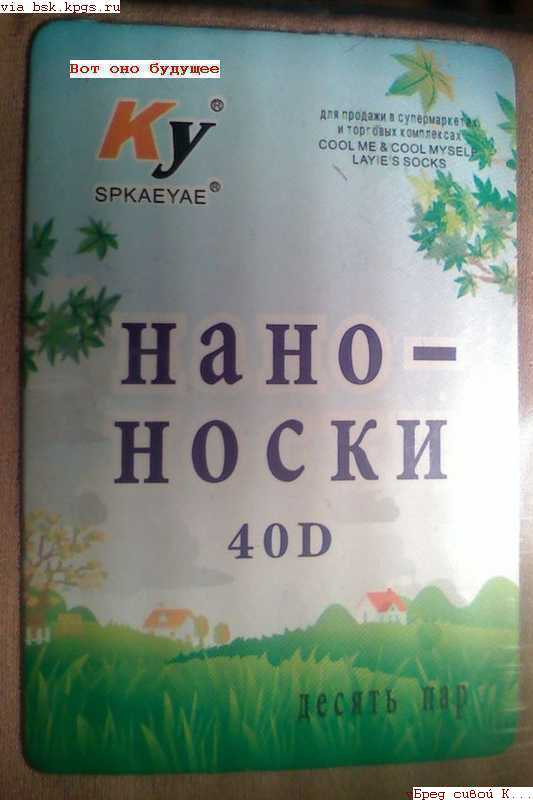 via bsk.kpgs.ru
Вот оно будущее
Ку®
SPKAEYAE®
для продажи в супермаркетах
и торговых комплексах
COOL ME & COOL MYSELF
LAYIE'S SOCKS
нано-
носки
40D
десять пар
Бред сивой К...